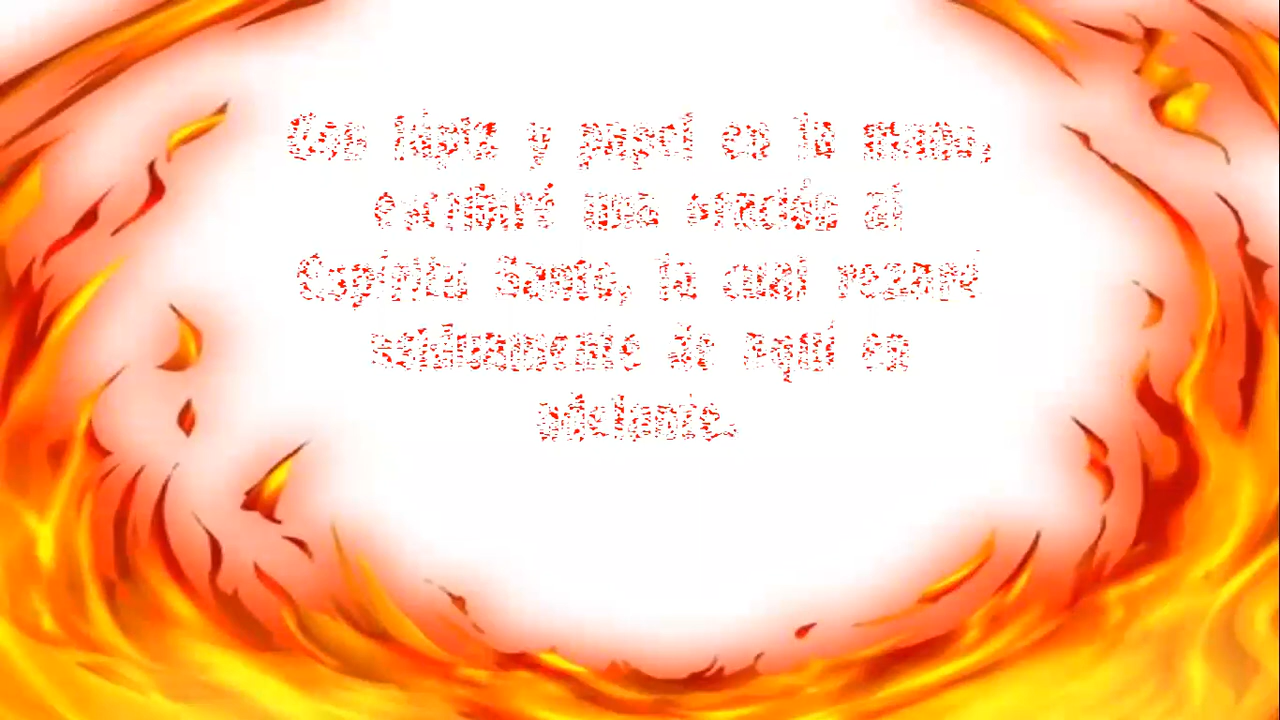 Con lápiz y papel en la mano,
escribiré una oración al
Espíritu Santo, la cual rezaré
asiduamente de aquí en
adelante.